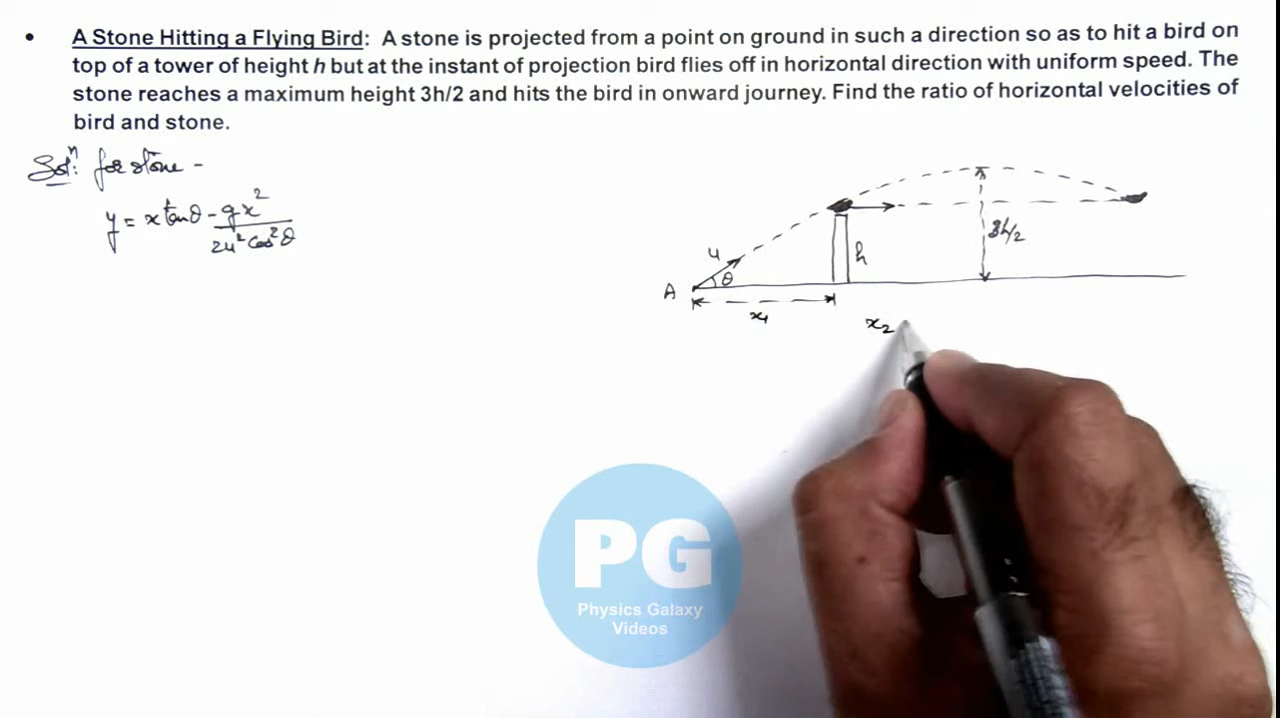 • A Stone Hitting a Flying Bird: A stone is projected from a point on ground in such a direction so as to hit a bird on
top of a tower of height h but at the instant of projection bird flies off in horizontal direction with uniform speed. The
stone reaches a maximum height 3h/2 and hits the bird in onward journey. Find the ratio of horizontal velocities of
bird and stone.
Solⁿ: for stone -
y = x tanθ - gx²/2u²cos²θ
u
θ
A
h
3h/2
x₁
x₂
PG
Physics Galaxy
Videos